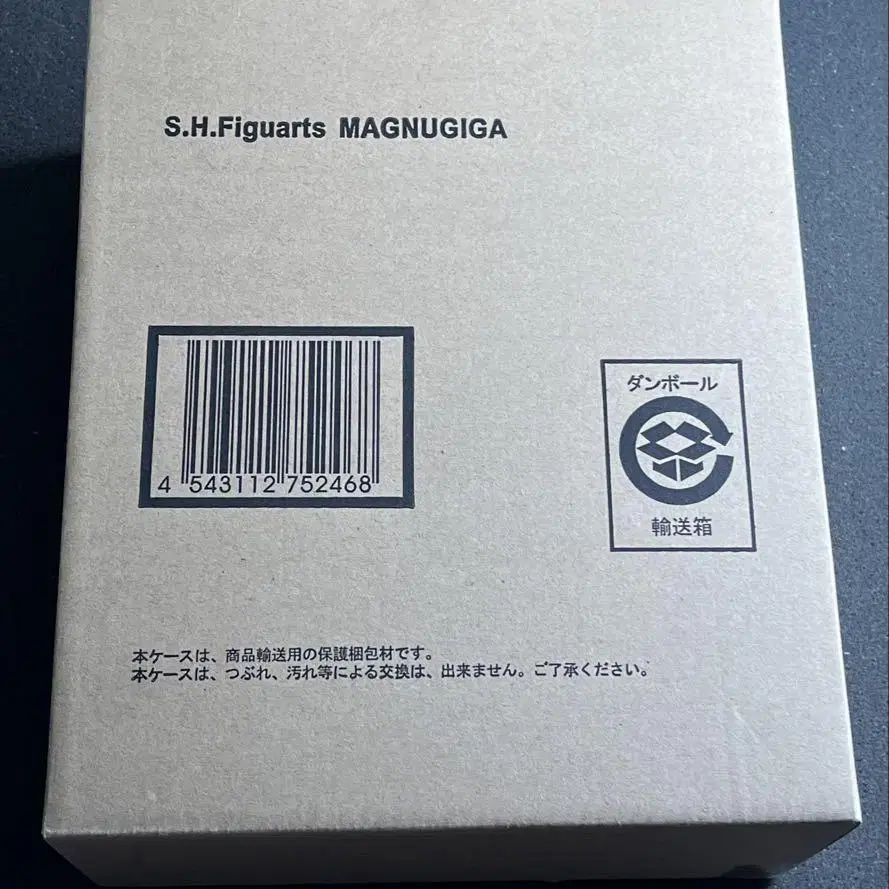 S.H.Figuarts MAGNUGIGA
4 543112 752468
ダンボール
輸送箱
本ケースは、商品輸送用の保護梱包材です。
本ケースは、つぶれ、汚れ等による交換は、出来ません。ご了承ください。